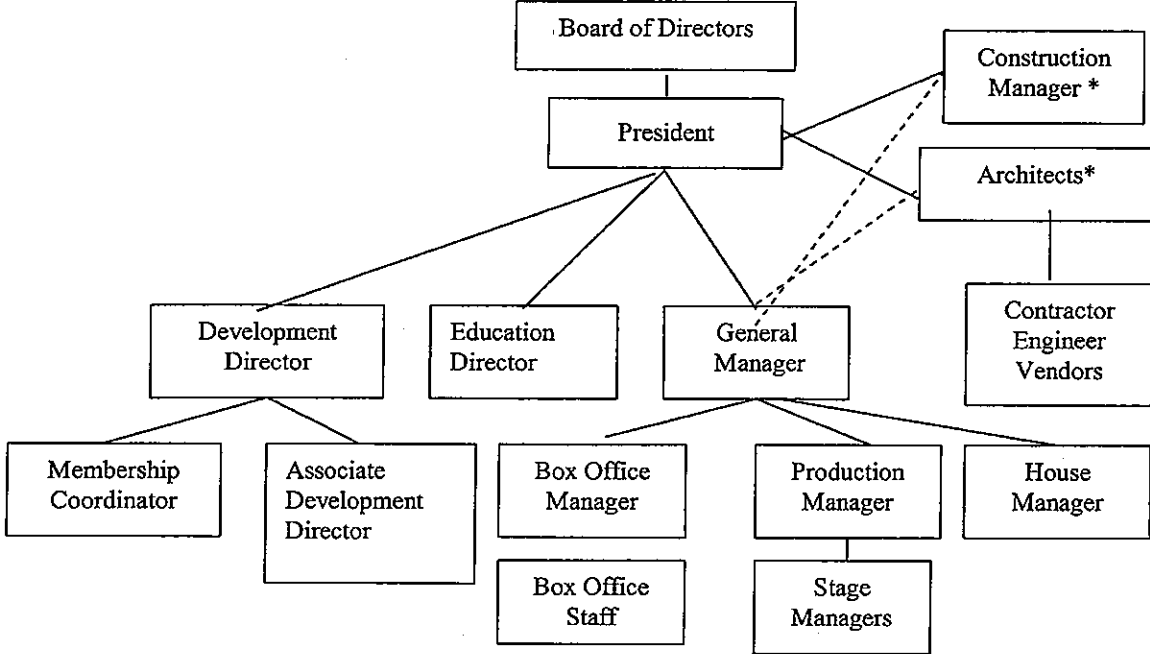 Board of Directors
Construction
Manager *
President
Architects*
Development
Director
Education
Director
General
Manager
Contractor
Engineer
Vendors
Membership
Coordinator
Associate
Development
Director
Box Office
Manager
Production
Manager
House
Manager
Box Office
Staff
Stage
Managers